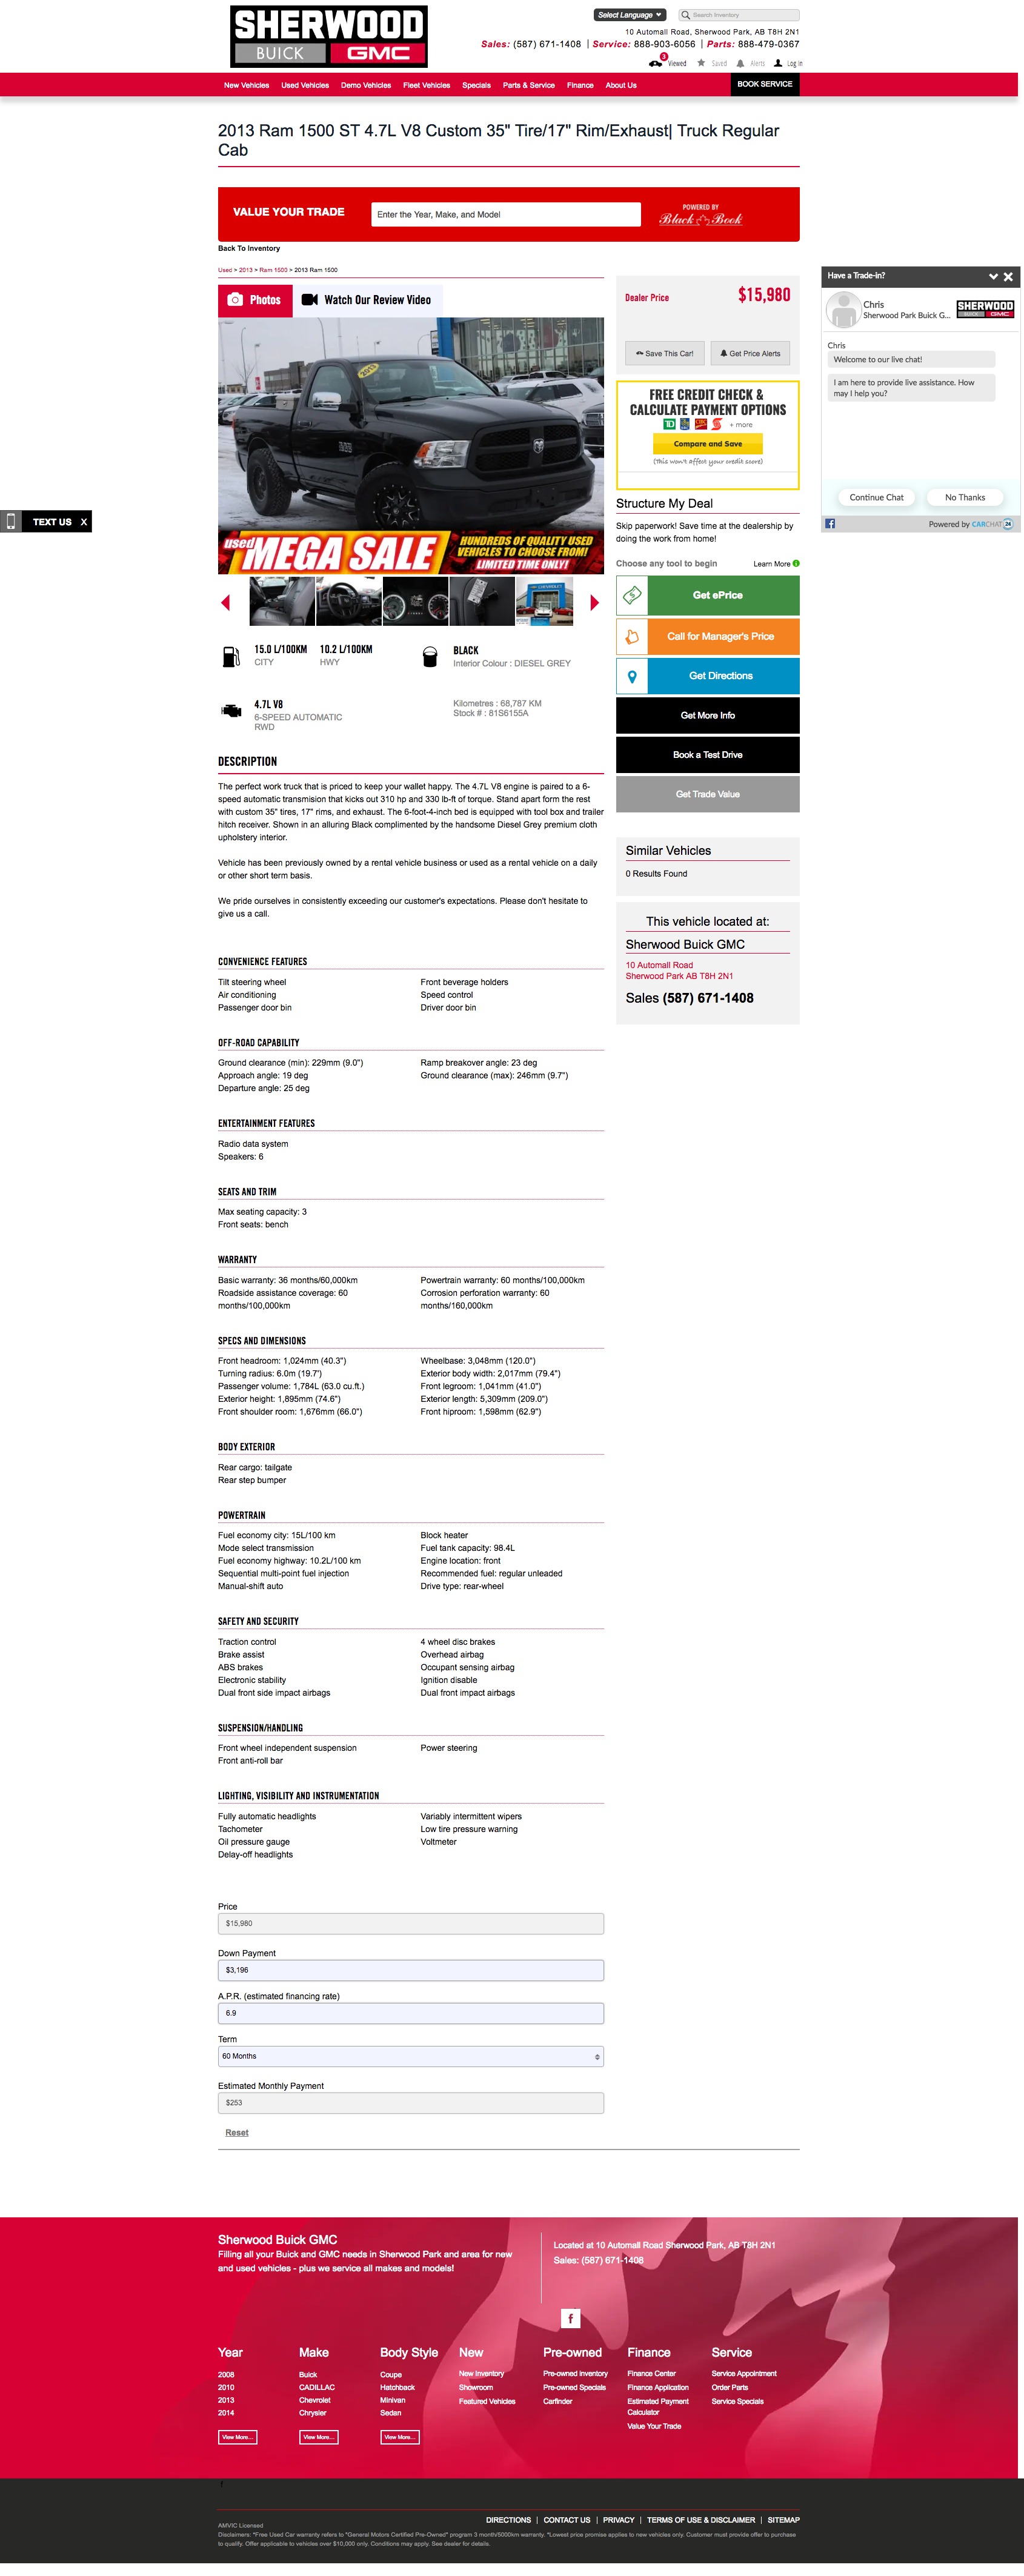 SHERWOOD
BUICK GMC
Select Language
Search Inventory
10 Automall Road, Sherwood Park, AB T8H 2N1
Sales: (587) 671-1408 | Service: 888-903-6056 | Parts: 888-479-0367
3
Viewed Saved Alerts Log In
New Vehicles Used Vehicles Demo Vehicles Fleet Vehicles Specials Parts & Service Finance About Us BOOK SERVICE
2013 Ram 1500 ST 4.7L V8 Custom 35" Tire/17" Rim/Exhaust| Truck Regular
Cab
VALUE YOUR TRADE
Enter the Year, Make, and Model
POWERED BY
Black Book
Back To Inventory
Used > 2013 > Ram 1500 > 2013 Ram 1500
Photos
Watch Our Review Video
2013
used MEGA SALE
HUNDREDS OF QUALITY USED
VEHICLES TO CHOOSE FROM!
LIMITED TIME ONLY!
15.0 L/100KM 10.2 L/100KM
CITY HWY
BLACK
Interior Colour : DIESEL GREY
4.7L V8
6-SPEED AUTOMATIC
RWD
Kilometres : 68,787 KM
Stock # : 81S6155A
Dealer Price $15,980
Save This Car!
Get Price Alerts
FREE CREDIT CHECK &
CALCULATE PAYMENT OPTIONS
TD
+ more
Compare and Save
(This won't affect your credit score)
Structure My Deal
Skip paperwork! Save time at the dealership by
doing the work from home!
Choose any tool to begin
Learn More
Get ePrice
Call for Manager's Price
Get Directions
Get More Info
Book a Test Drive
Get Trade Value
Similar Vehicles
0 Results Found
This vehicle located at:
Sherwood Buick GMC
10 Automall Road
Sherwood Park AB T8H 2N1
Sales (587) 671-1408
Have a Trade-in?
Chris
Sherwood Park Buick G...
SHERWOOD
BUICK GMC
Chris
Welcome to our live chat!
I am here to provide live assistance. How
may I help you?
Continue Chat
No Thanks
Powered by CARCHAT 24
TEXT US X
DESCRIPTION
The perfect work truck that is priced to keep your wallet happy. The 4.7L V8 engine is paired to a 6-
speed automatic transmision that kicks out 310 hp and 330 lb-ft of torque. Stand apart form the rest
with custom 35" tires, 17" rims, and exhaust. The 6-foot-4-inch bed is equipped with tool box and trailer
hitch receiver. Shown in an alluring Black complimented by the handsome Diesel Grey premium cloth
upholstery interior.
Vehicle has been previously owned by a rental vehicle business or used as a rental vehicle on a daily
or other short term basis.
We pride ourselves in consistently exceeding our customer's expectations. Please don't hesitate to
give us a call.
CONVENIENCE FEATURES
Tilt steering wheel
Air conditioning
Passenger door bin
Front beverage holders
Speed control
Driver door bin
OFF-ROAD CAPABILITY
Ground clearance (min): 229mm (9.0")
Approach angle: 19 deg
Departure angle: 25 deg
Ramp breakover angle: 23 deg
Ground clearance (max): 246mm (9.7")
ENTERTAINMENT FEATURES
Radio data system
Speakers: 6
SEATS AND TRIM
Max seating capacity: 3
Front seats: bench
WARRANTY
Basic warranty: 36 months/60,000km
Roadside assistance coverage: 60
months/100,000km
Powertrain warranty: 60 months/100,000km
Corrosion perforation warranty: 60
months/160,000km
SPECS AND DIMENSIONS
Front headroom: 1,024mm (40.3")
Turning radius: 6.0m (19.7')
Passenger volume: 1,784L (63.0 cu.ft.)
Exterior height: 1,895mm (74.6")
Front shoulder room: 1,676mm (66.0")
Wheelbase: 3,048mm (120.0")
Exterior body width: 2,017mm (79.4")
Front legroom: 1,041mm (41.0")
Exterior length: 5,309mm (209.0")
Front hiproom: 1,598mm (62.9")
BODY EXTERIOR
Rear cargo: tailgate
Rear step bumper
POWERTRAIN
Fuel economy city: 15L/100 km
Mode select transmission
Fuel economy highway: 10.2L/100 km
Sequential multi-point fuel injection
Manual-shift auto
Block heater
Fuel tank capacity: 98.4L
Engine location: front
Recommended fuel: regular unleaded
Drive type: rear-wheel
SAFETY AND SECURITY
Traction control
Brake assist
ABS brakes
Electronic stability
Dual front side impact airbags
4 wheel disc brakes
Overhead airbag
Occupant sensing airbag
Ignition disable
Dual front impact airbags
SUSPENSION/HANDLING
Front wheel independent suspension
Front anti-roll bar
Power steering
LIGHTING, VISIBILITY AND INSTRUMENTATION
Fully automatic headlights
Tachometer
Oil pressure gauge
Delay-off headlights
Variably intermittent wipers
Low tire pressure warning
Voltmeter
Price
$15,980
Down Payment
$3,196
A.P.R. (estimated financing rate)
6.9
Term
60 Months
Estimated Monthly Payment
$253
Reset
Sherwood Buick GMC
Filling all your Buick and GMC needs in Sherwood Park and area for new
and used vehicles - plus we service all makes and models!
Located at 10 Automall Road Sherwood Park, AB T8H 2N1
Sales: (587) 671-1408
f
Year
2008
2010
2013
2014
View More...
Make
Buick
CADILLAC
Chevrolet
Chrysler
View More...
Body Style
Coupe
Hatchback
Minivan
Sedan
View More...
New
New Inventory
Showroom
Featured Vehicles
Pre-owned
Pre-owned Inventory
Pre-owned Specials
Carfinder
Finance
Finance Center
Finance Application
Estimated Payment
Calculator
Value Your Trade
Service
Service Appointment
Order Parts
Service Specials
DIRECTIONS | CONTACT US | PRIVACY | TERMS OF USE & DISCLAIMER | SITEMAP
AMVIC Licensed
Disclaimers: *Free Used Car warranty refers to "General Motors Certified Pre-Owned" program 3 month/5000km warranty. *Lowest price promise applies to new vehicles only. Customer must provide offer to purchase
to qualify. Offer applicable to vehicles over $10,000 only. Conditions may apply. See dealer for details.